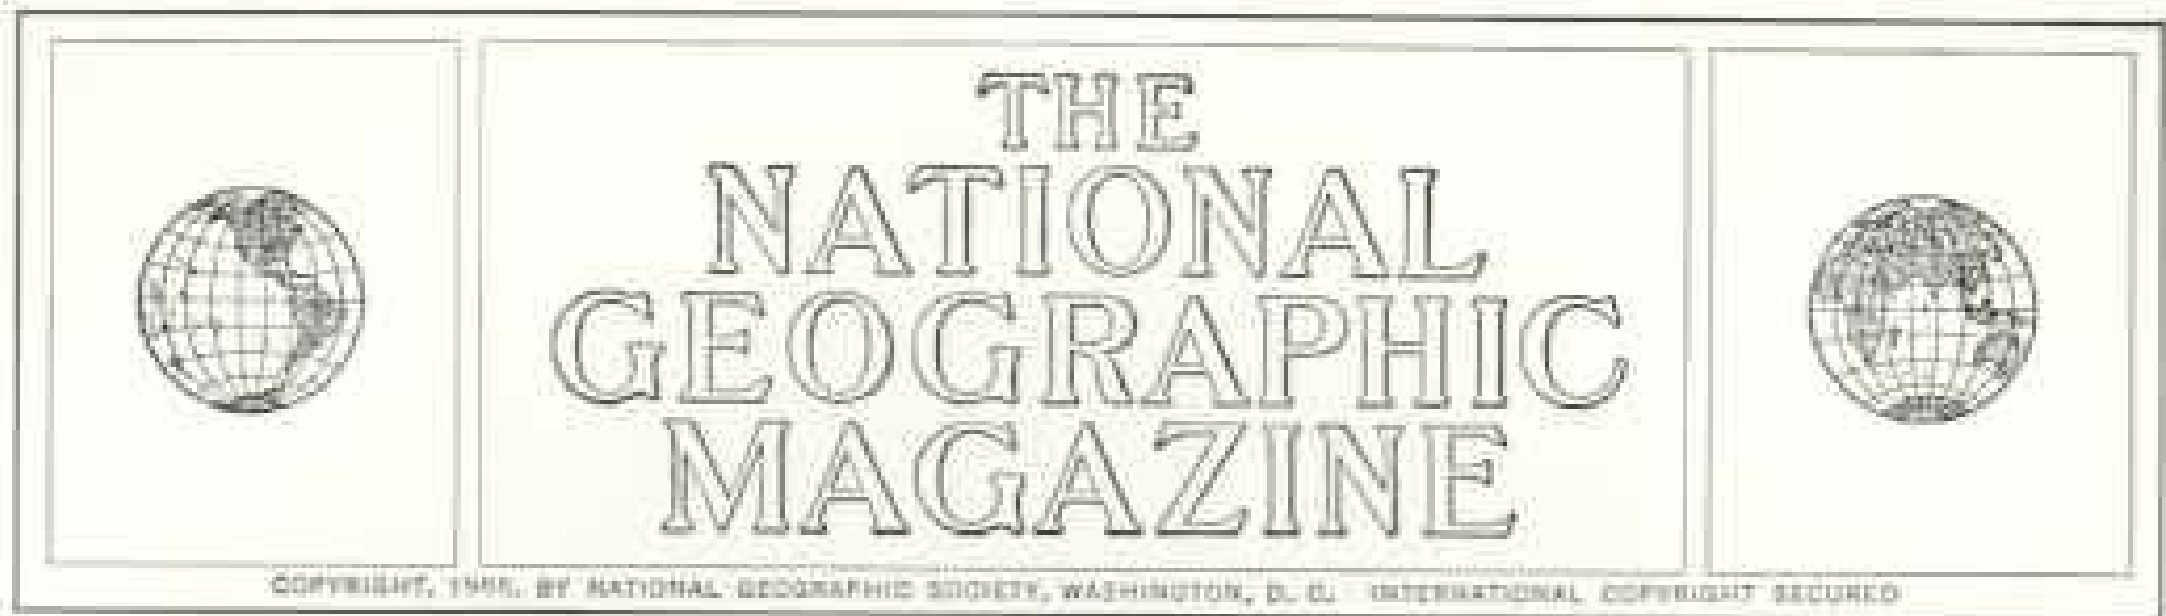 THE
NATIONAL
GEOGRAPHIC
MAGAZINE
COPYRIGHT, BY NATIONAL GEOGRAPHIC SOCIETY, WASHINGTON, D. C. INTERNATIONAL COPYRIGHT SECURED